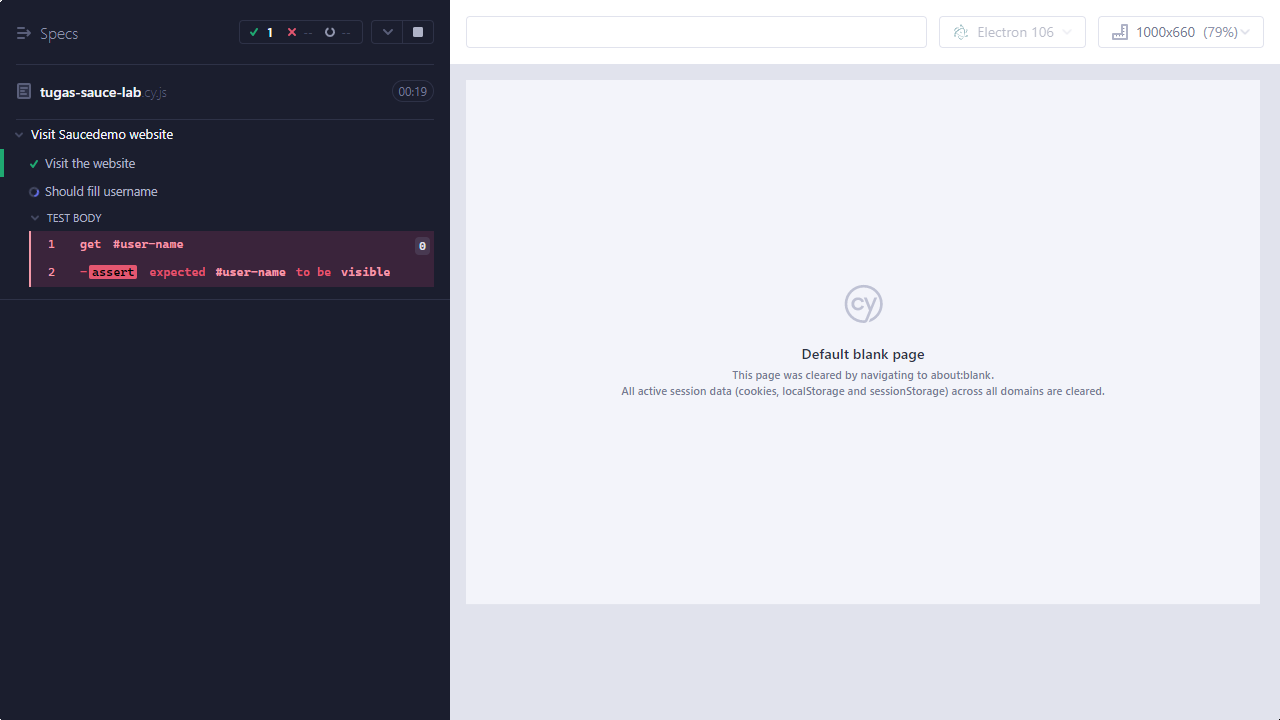 Specs
1 -- --
tugas-sauce-lab.cy.js 00:19
Visit Saucedemo website
Visit the website
Should fill username
TEST BODY
1 get #user-name 0
2 -assert expected #user-name to be visible
Electron 106
1000x660 (79%)
cy
Default blank page
This page was cleared by navigating to about:blank.
All active session data (cookies, localStorage and sessionStorage) across all domains are cleared.